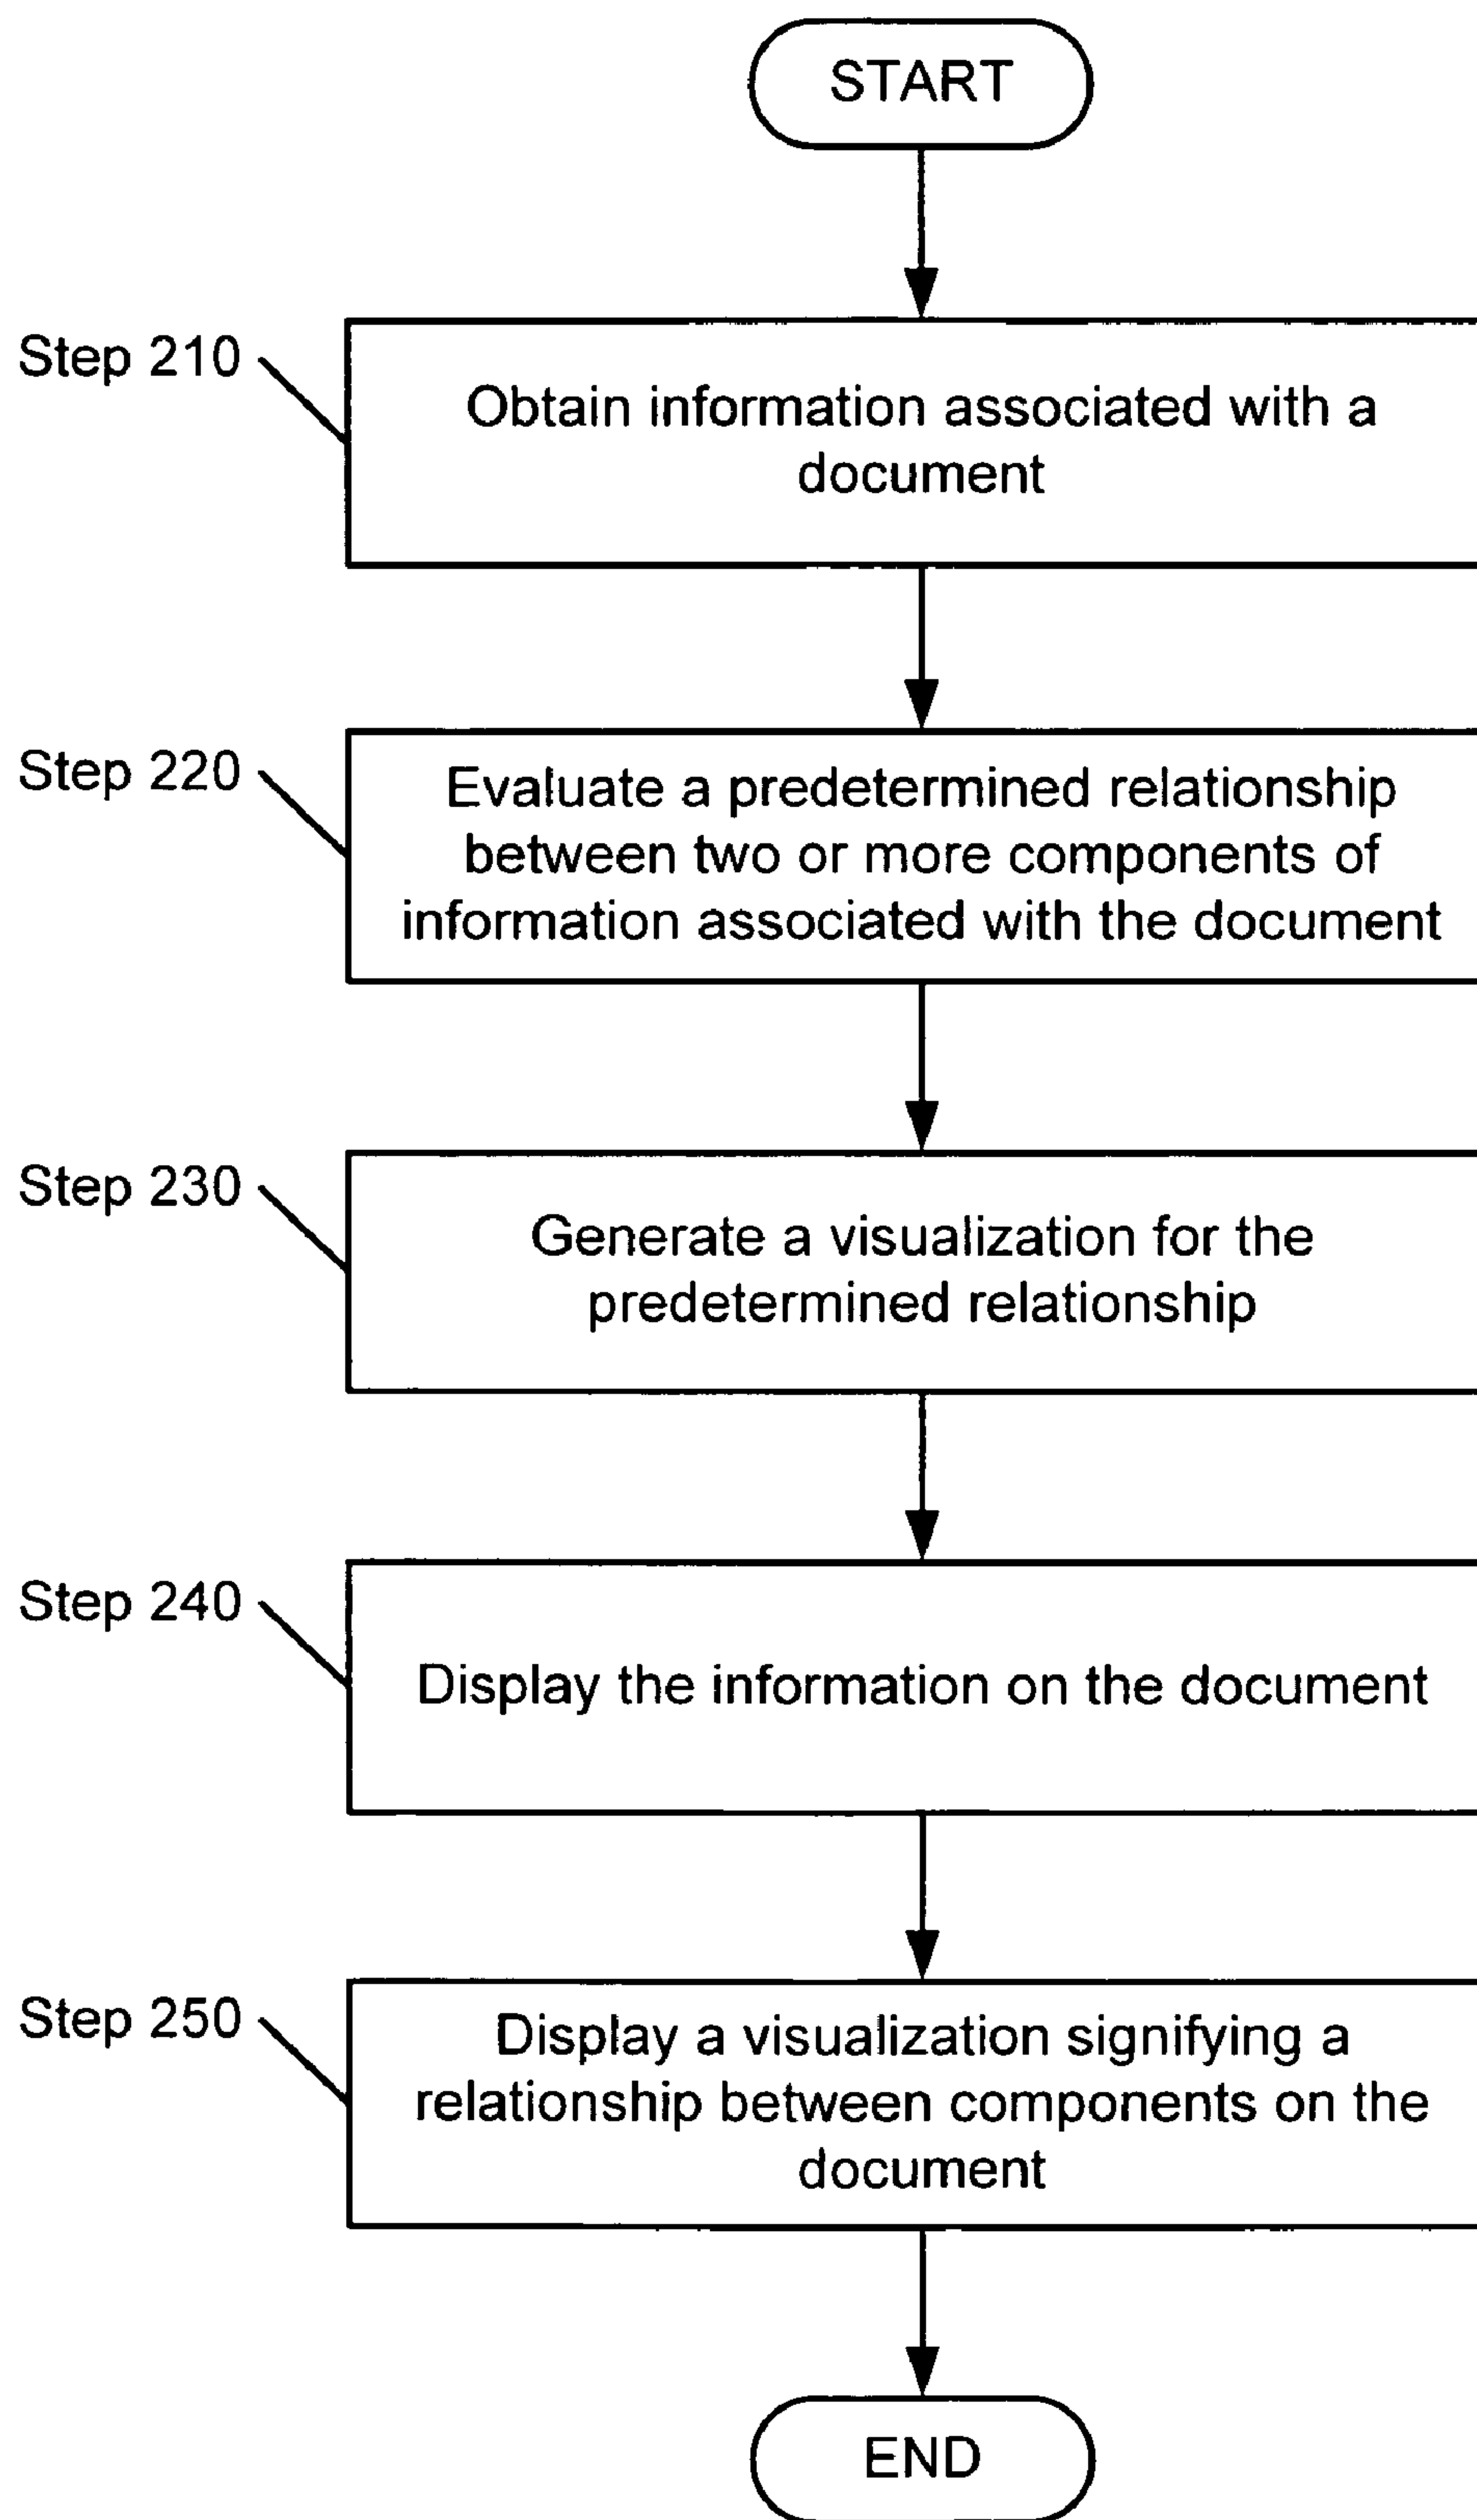 START
Step 210
Obtain information associated with a
document
Step 220
Evaluate a predetermined relationship
between two or more components of
information associated with the document
Step 230
Generate a visualization for the
predetermined relationship
Step 240
Display the information on the document
Step 250
Display a visualization signifying a
relationship between components on the
document
END